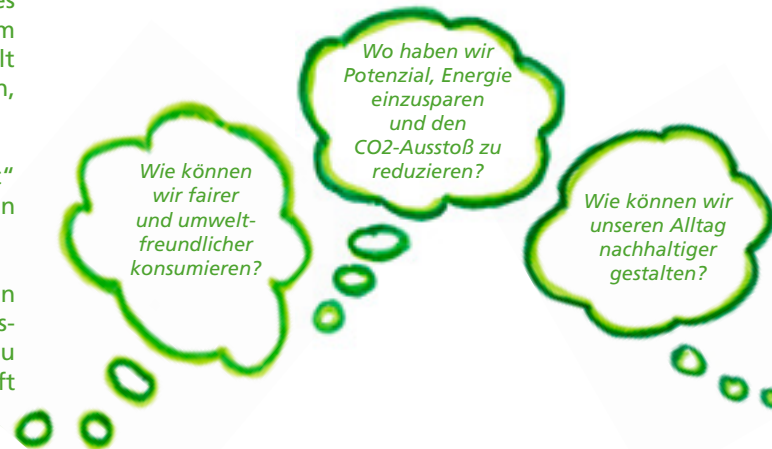 Wie können
wir fairer
und umwelt-
freundlicher
konsumieren?
Wo haben wir
Potenzial, Energie
einzusparen
und den
CO2-Ausstoß zu
reduzieren?
Wie können wir
unseren Alltag
nachhaltiger
gestalten?